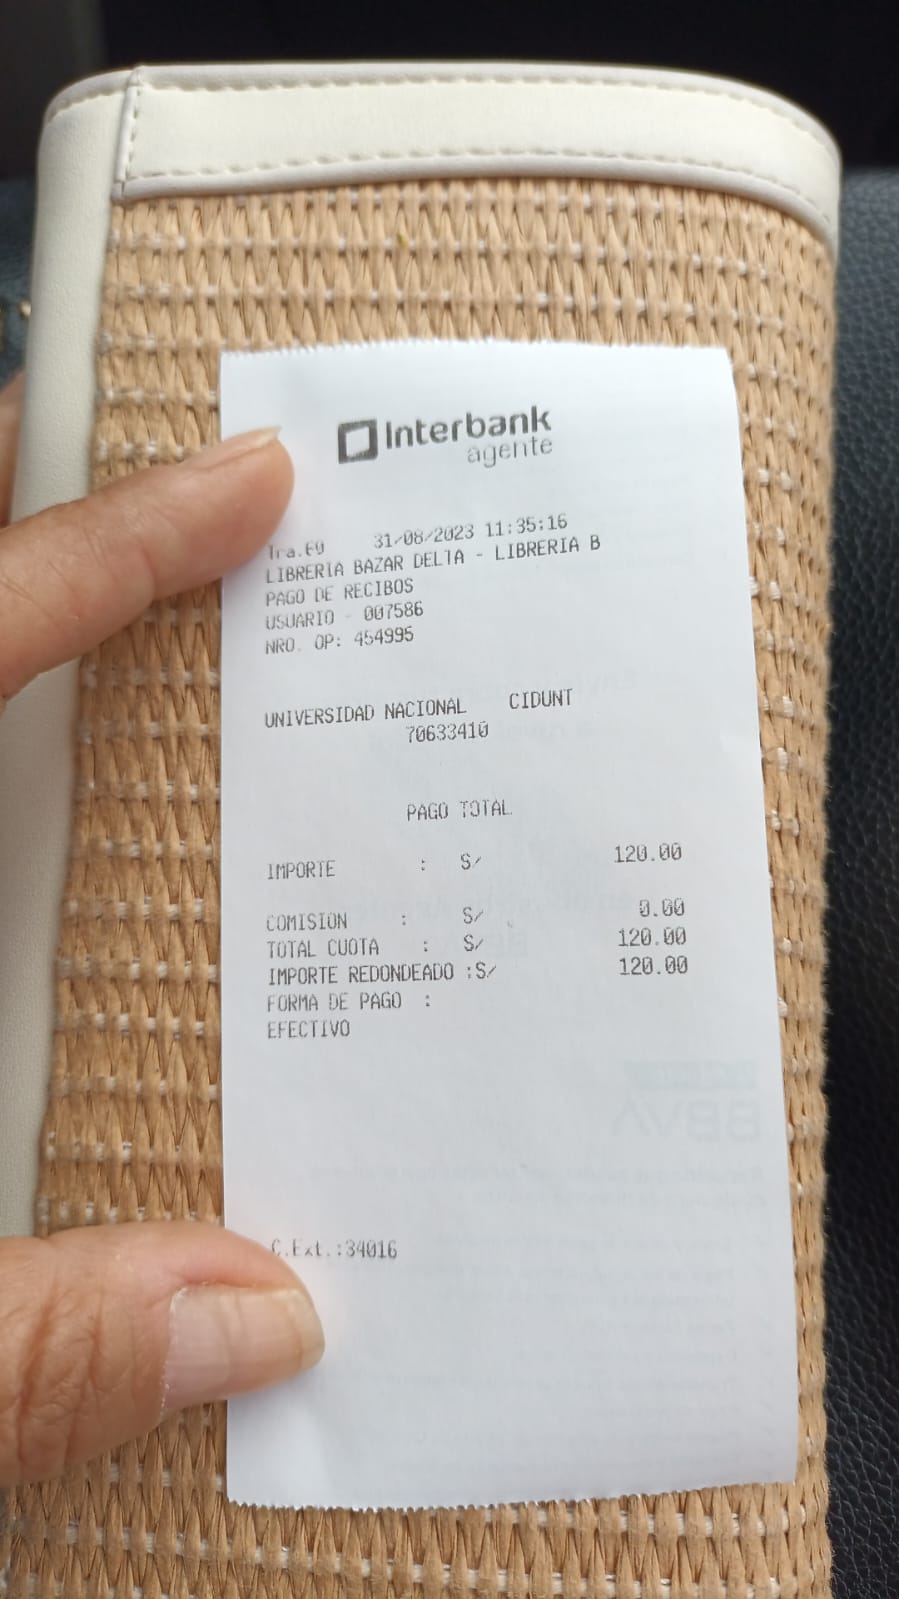 Interbank
agente
Tra.69 31/08/2023 11:35:16
LIBRERIA BAZAR DELTA - LIBRERIA B
PAGO DE RECIBOS
USUARIO - 007586
NRO. OP: 454995
UNIVERSIDAD NACIONAL CIDUNT
70633410
PAGO TOTAL
IMPORTE : S/ 120.00
COMISION : S/ 0.00
TOTAL CUOTA : S/ 120.00
IMPORTE REDONDEADO :S/ 120.00
FORMA DE PAGO :
EFECTIVO
C.Ext.:34016
BBVA